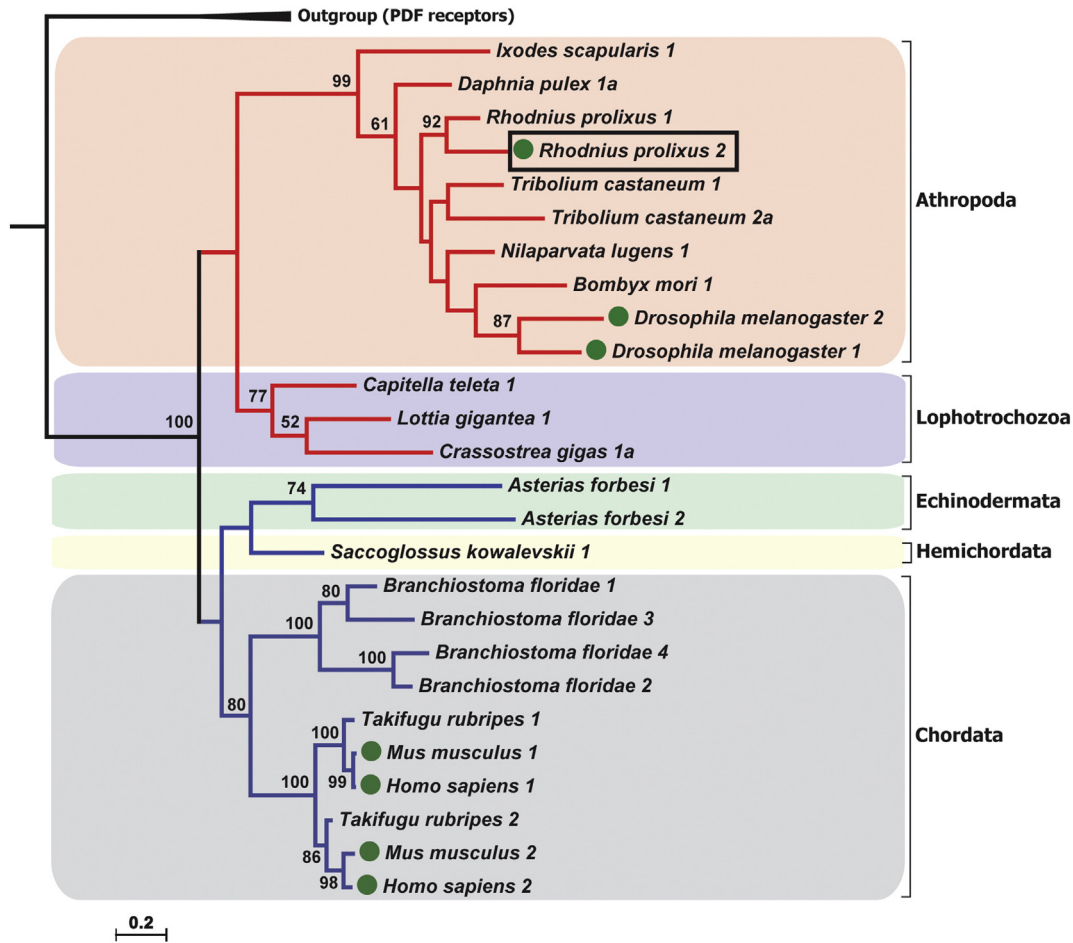 Outgroup (PDF receptors)
Ixodes scapularis 1
99
Daphnia pulex 1a
61
Rhodnius prolixus 1
92
Rhodnius prolixus 2
Tribolium castaneum 1
Athropoda
Tribolium castaneum 2a
Nilaparvata lugens 1
Bombyx mori 1
87
Drosophila melanogaster 2
Drosophila melanogaster 1
Capitella teleta 1
77
Lottia gigantea 1
Lophotrochozoa
100
52
Crassostrea gigas 1a
Asterias forbesi 1
74
Echinodermata
Asterias forbesi 2
Saccoglossus kowalevskii 1
Hemichordata
Branchiostoma floridae 1
80
Branchiostoma floridae 3
100
Branchiostoma floridae 4
100
Branchiostoma floridae 2
80
Takifugu rubripes 1
100
Chordata
Mus musculus 1
99
Homo sapiens 1
100
Takifugu rubripes 2
86
Mus musculus 2
98
Homo sapiens 2
0.2